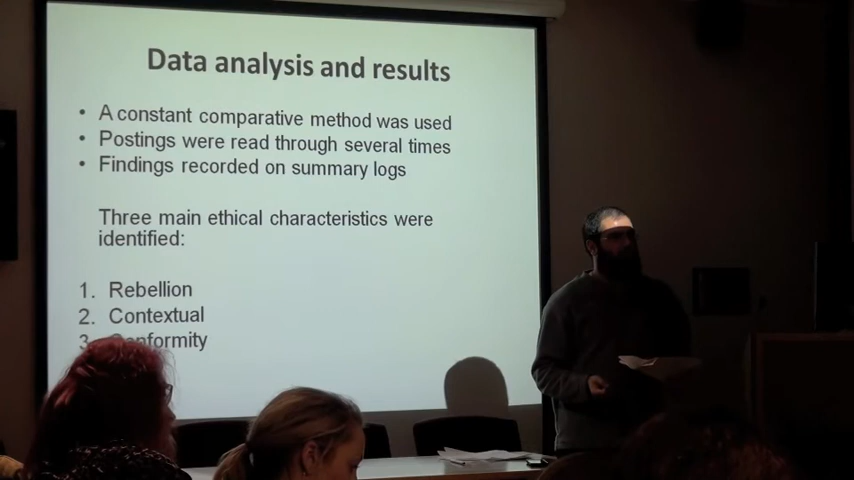 Data analysis and results
• A constant comparative method was used
• Postings were read through several times
• Findings recorded on summary logs
Three main ethical characteristics were
identified:
1. Rebellion
2. Contextual
3. Conformity